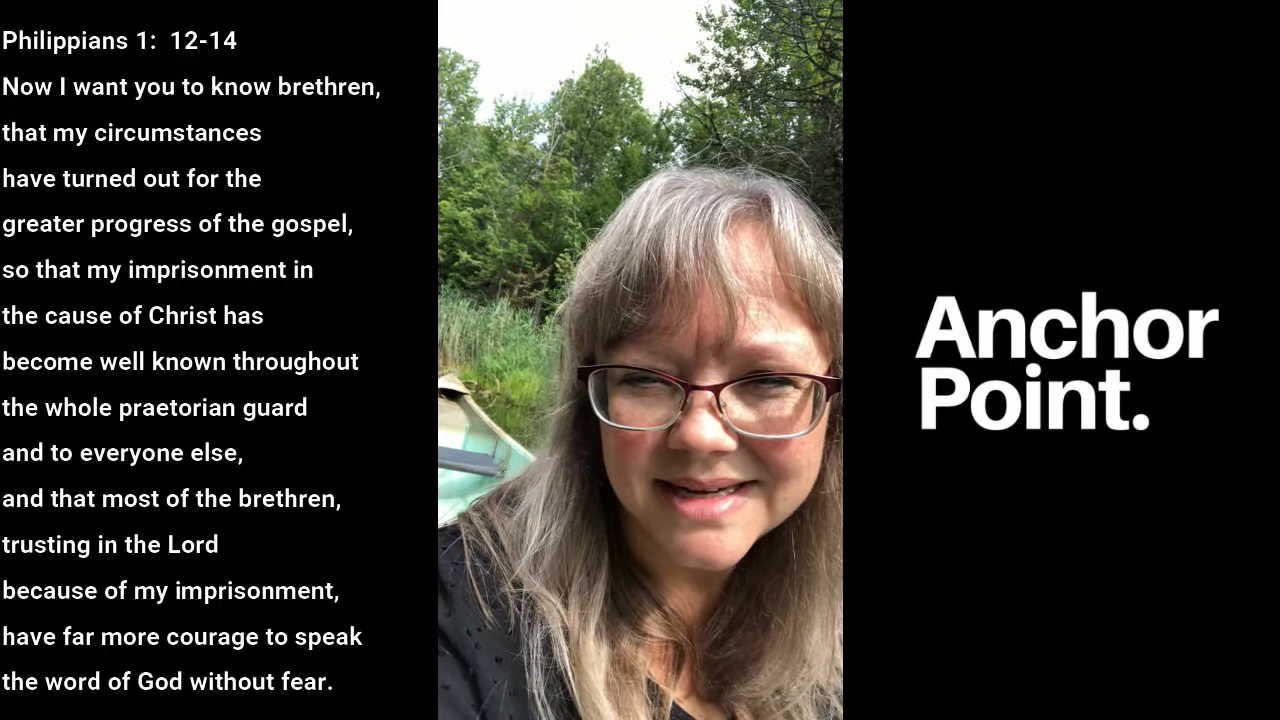 Philippians 1:  12-14
Now I want you to know brethren,
that my circumstances
have turned out for the
greater progress of the gospel,
so that my imprisonment in
the cause of Christ has
become well known throughout
the whole praetorian guard
and to everyone else,
and that most of the brethren,
trusting in the Lord
because of my imprisonment,
have far more courage to speak
the word of God without fear.
Anchor
Point.